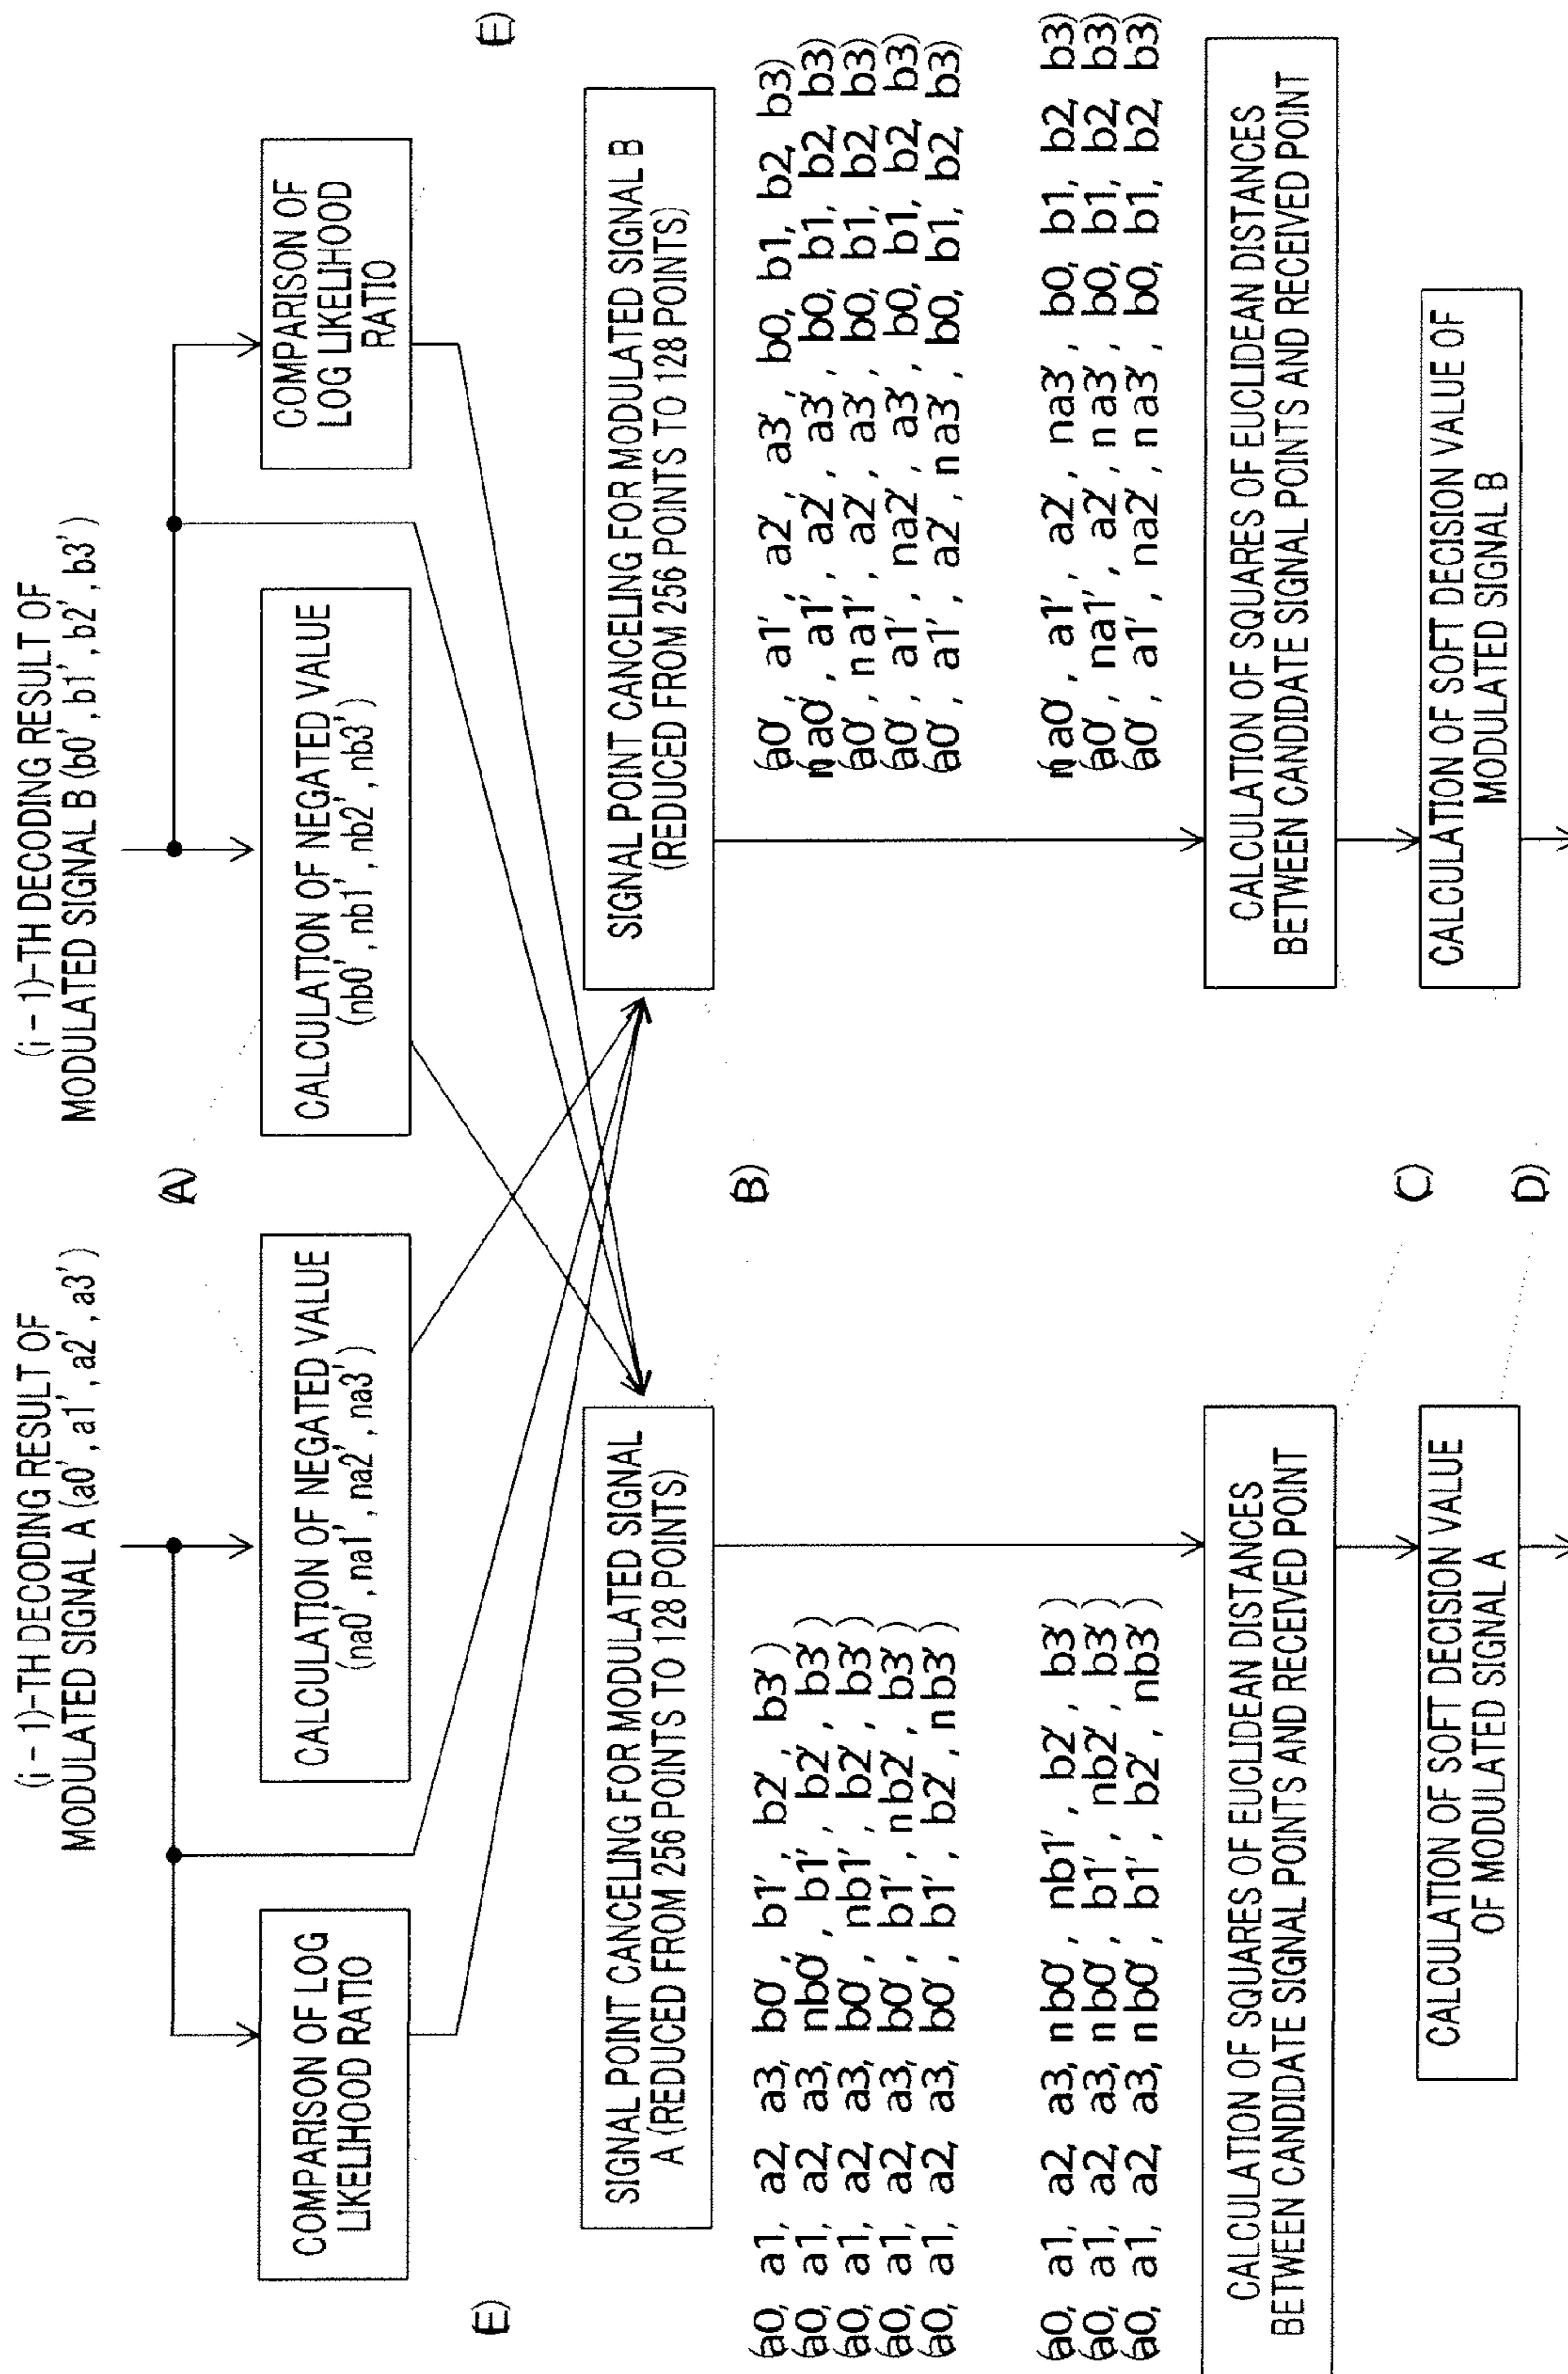 (i - 1)-TH DECODING RESULT OF
MODULATED SIGNAL A (a0', a1', a2', a3')
(i - 1)-TH DECODING RESULT OF
MODULATED SIGNAL B (b0', b1', b2', b3')
(A)
COMPARISON OF LOG
LIKELIHOOD RATIO
CALCULATION OF NEGATED VALUE
(na0', na1', na2', na3')
CALCULATION OF NEGATED VALUE
(nb0', nb1', nb2', nb3')
COMPARISON OF
LOG LIKELIHOOD
RATIO
(E)
(E)
SIGNAL POINT CANCELING FOR MODULATED SIGNAL
A (REDUCED FROM 256 POINTS TO 128 POINTS)
SIGNAL POINT CANCELING FOR MODULATED SIGNAL B
(REDUCED FROM 256 POINTS TO 128 POINTS)
(B)
(a0, a1, a2, a3, b0', b1', b2', b3')
(a0, a1, a2, a3, nb0', b1', b2', b3')
(a0, a1, a2, a3, b0', nb1', b2', b3')
(a0, a1, a2, a3, b0', b1', nb2', b3')
(a0, a1, a2, a3, b0', b1', b2', nb3')
(a0, a1, a2, a3, nb0', nb1', b2', b3')
(a0, a1, a2, a3, nb0', b1', nb2', b3')
(a0, a1, a2, a3, nb0', b1', b2', nb3')
(a0', a1', a2', a3', b0, b1, b2, b3)
(na0', a1', a2', a3', b0, b1, b2, b3)
(a0', na1', a2', a3', b0, b1, b2, b3)
(a0', a1', na2', a3', b0, b1, b2, b3)
(a0', a1', a2', na3', b0, b1, b2, b3)
(na0', a1', a2', na3', b0, b1, b2, b3)
(a0', na1', a2', na3', b0, b1, b2, b3)
(a0', a1', na2', na3', b0, b1, b2, b3)
CALCULATION OF SQUARES OF EUCLIDEAN DISTANCES
BETWEEN CANDIDATE SIGNAL POINTS AND RECEIVED POINT
CALCULATION OF SQUARES OF EUCLIDEAN DISTANCES
BETWEEN CANDIDATE SIGNAL POINTS AND RECEIVED POINT
(C)
CALCULATION OF SOFT DECISION VALUE
OF MODULATED SIGNAL A
CALCULATION OF SOFT DECISION VALUE OF
MODULATED SIGNAL B
(D)